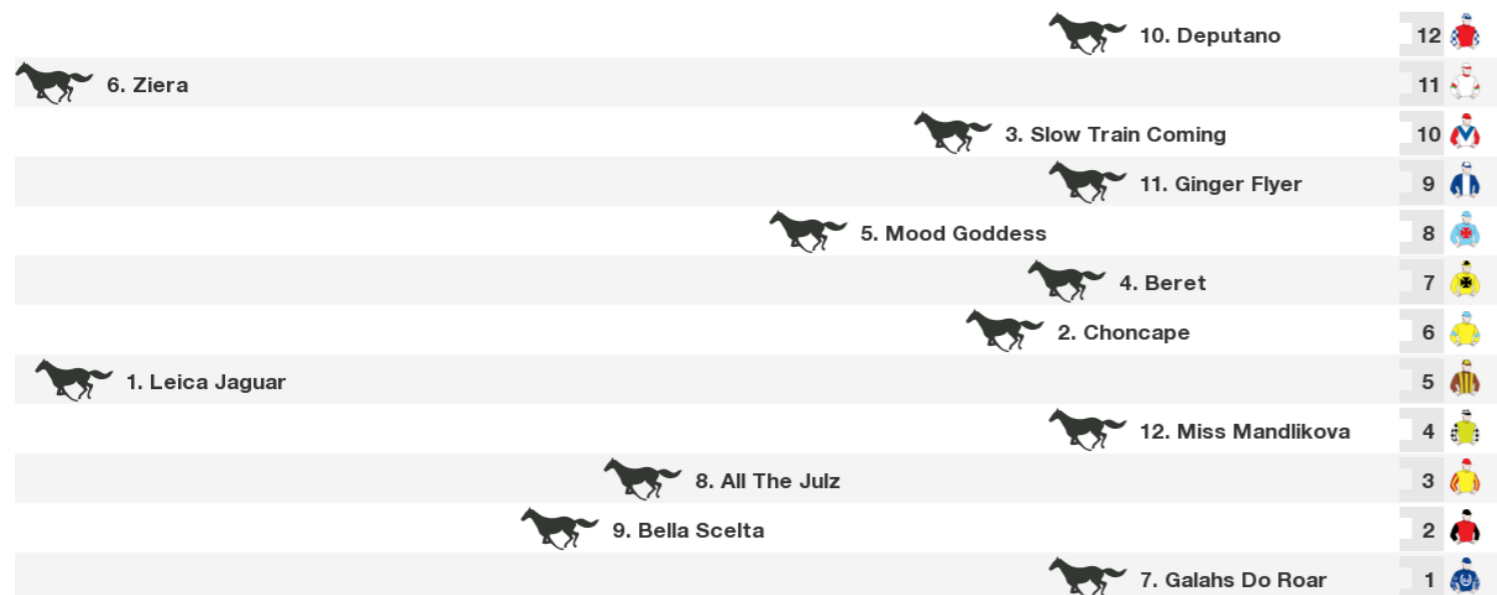 10. Deputano 12
6. Ziera 11
3. Slow Train Coming 10
11. Ginger Flyer 9
5. Mood Goddess 8
4. Beret 7
2. Choncape 6
1. Leica Jaguar 5
12. Miss Mandlikova 4
8. All The Julz 3
9. Bella Scelta 2
7. Galahs Do Roar 1